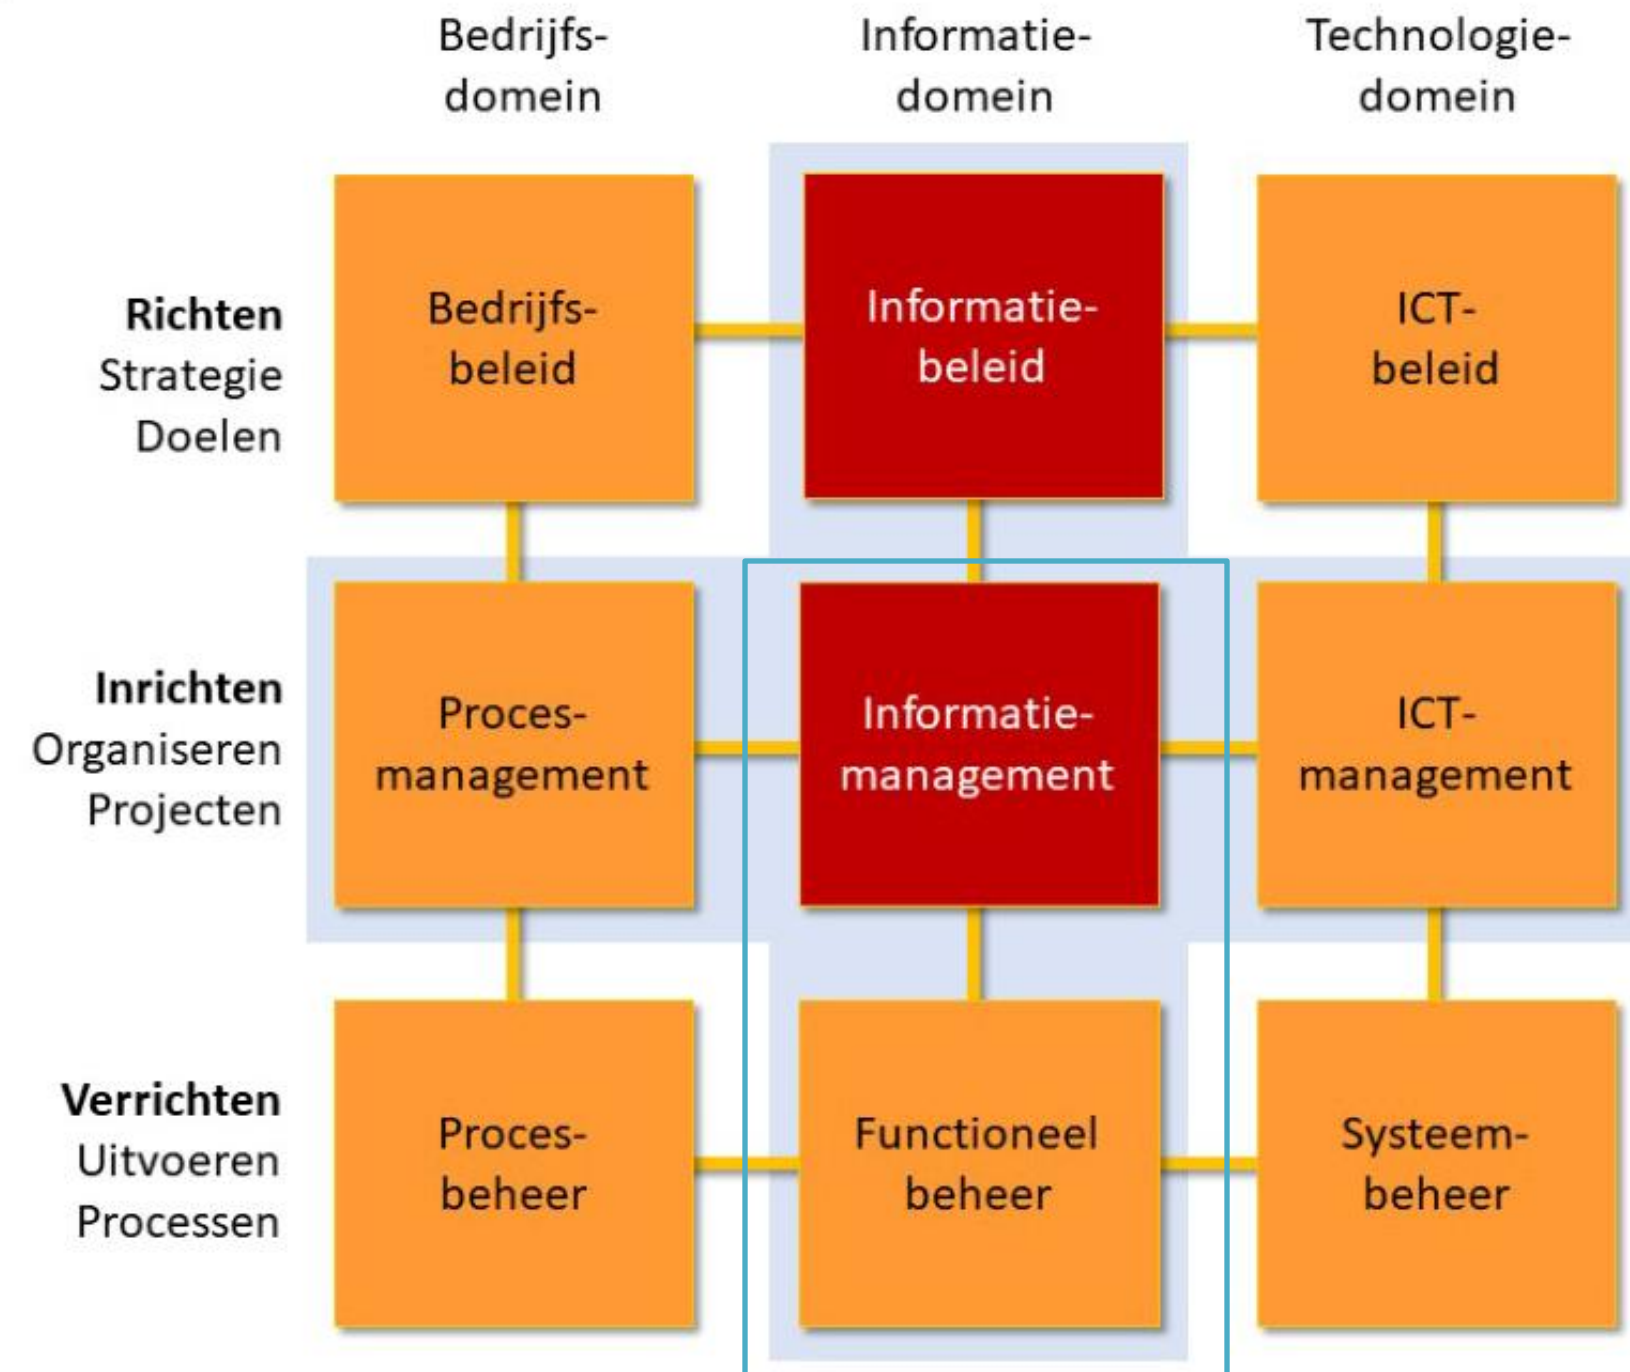 Bedrijfs-
domein
Informatie-
domein
Technologie-
domein
Richten
Strategie
Doelen
Bedrijfs-
beleid
Informatie-
beleid
ICT-
beleid
Inrichten
Organiseren
Projecten
Proces-
management
Informatie-
management
ICT-
management
Verrichten
Uitvoeren
Processen
Proces-
beheer
Functioneel
beheer
Systeem-
beheer